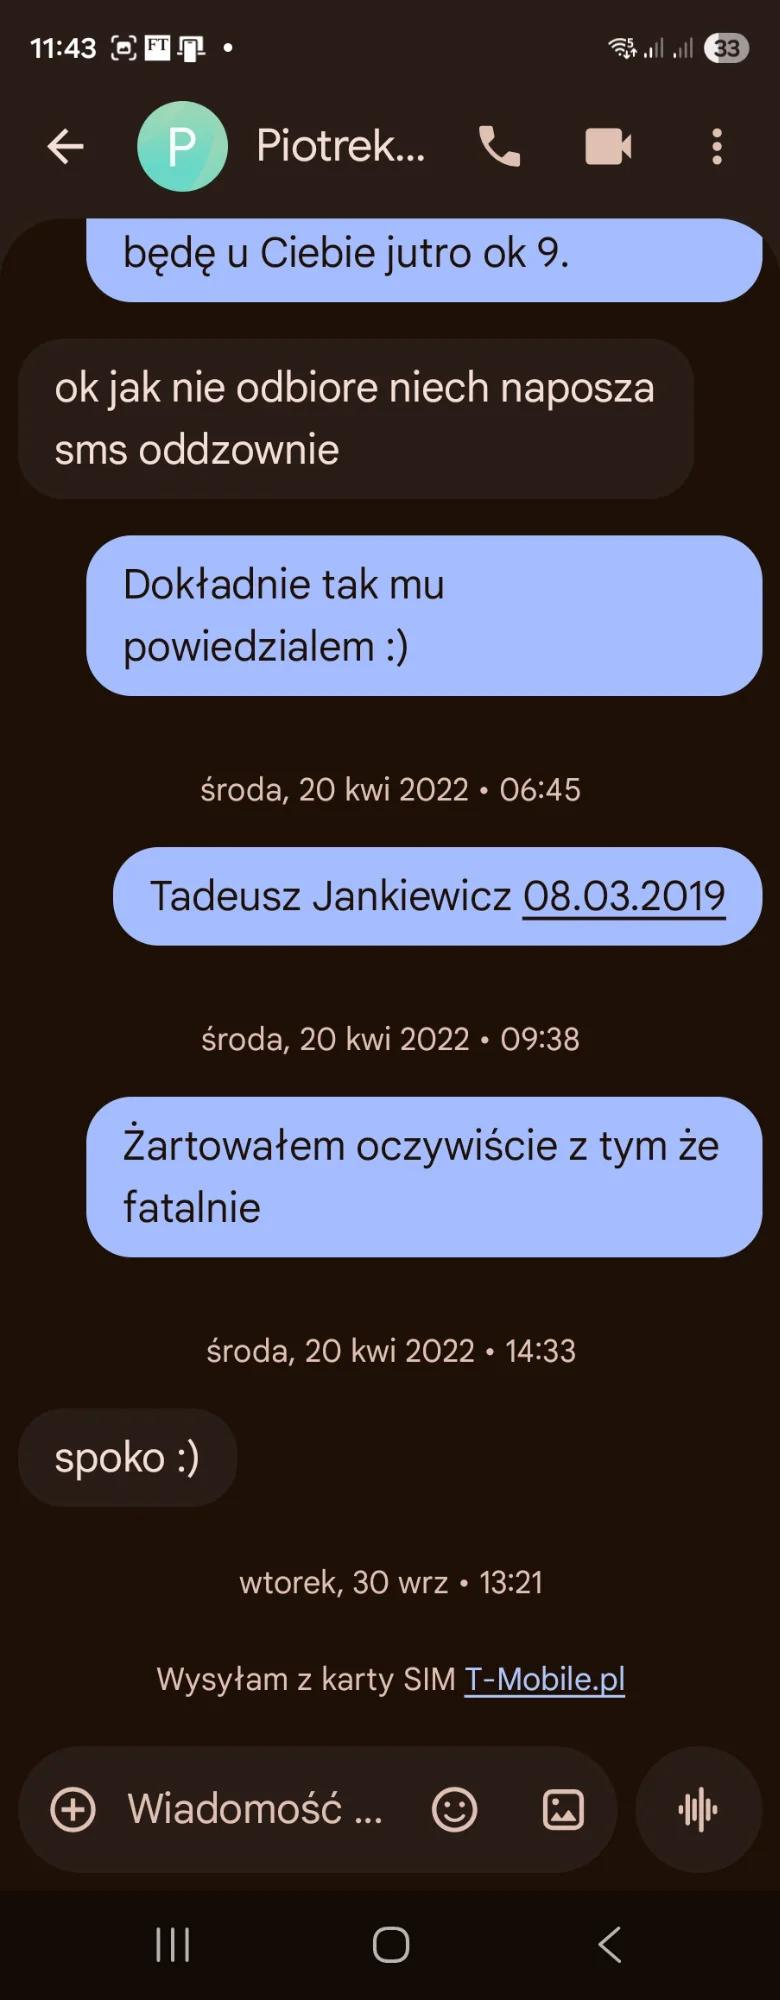 11:43 FT 5 33
P Piotrek...
będę u Ciebie jutro ok 9.
ok jak nie odbiore niech naposza
sms oddzownie
Dokładnie tak mu
powiedzialem :)
środa, 20 kwi 2022 • 06:45
Tadeusz Jankiewicz 08.03.2019
środa, 20 kwi 2022 • 09:38
Żartowałem oczywiście z tym że
fatalnie
środa, 20 kwi 2022 • 14:33
spoko :)
wtorek, 30 wrz • 13:21
Wysyłam z karty SIM T-Mobile.pl
Wiadomość ...